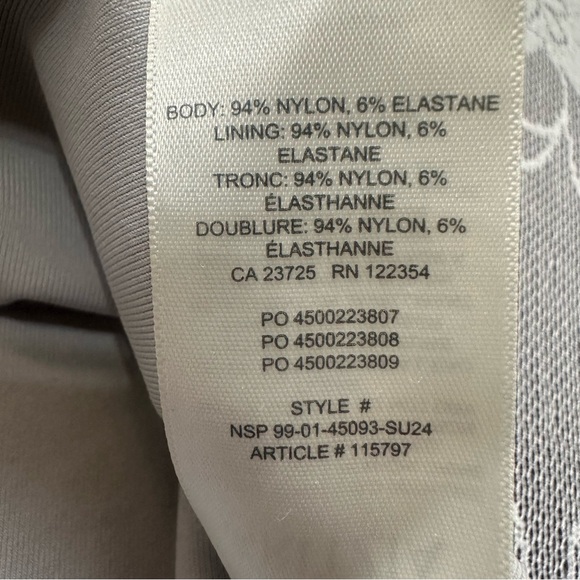 BODY: 94% NYLON, 6% ELASTANE
LINING: 94% NYLON, 6%
ELASTANE
TRONC: 94% NYLON, 6%
ÉLASTHANNE
DOUBLURE: 94% NYLON, 6%
ÉLASTHANNE
CA 23725 RN 122354
PO 4500223807
PO 4500223808
PO 4500223809
STYLE #
NSP 99-01-45093-SU24
ARTICLE # 115797